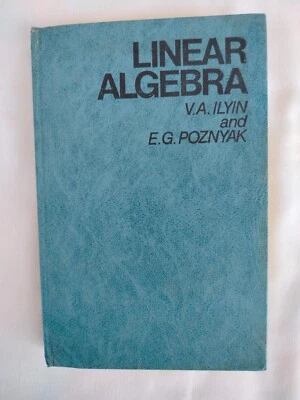 LINEAR
ALGEBRA
V.A. ILYIN
and
E.G. POZNYAK